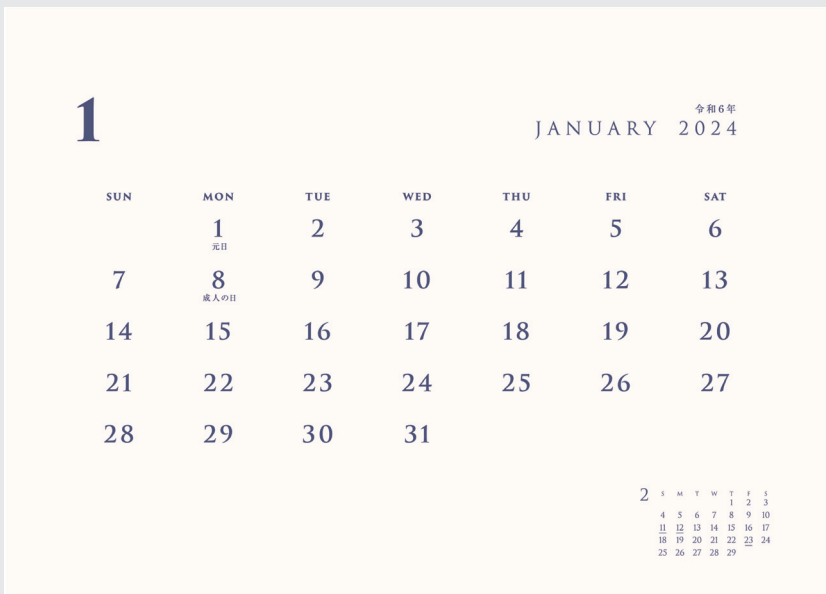 1
令和6年
JANUARY 2024
SUN MON TUE WED THU FRI SAT
1 2 3 4 5 6
元日
7 8 9 10 11 12 13
成人の日
14 15 16 17 18 19 20
21 22 23 24 25 26 27
28 29 30 31
2 S M T W T F S
1 2 3
4 5 6 7 8 9 10
11 12 13 14 15 16 17
18 19 20 21 22 23 24
25 26 27 28 29